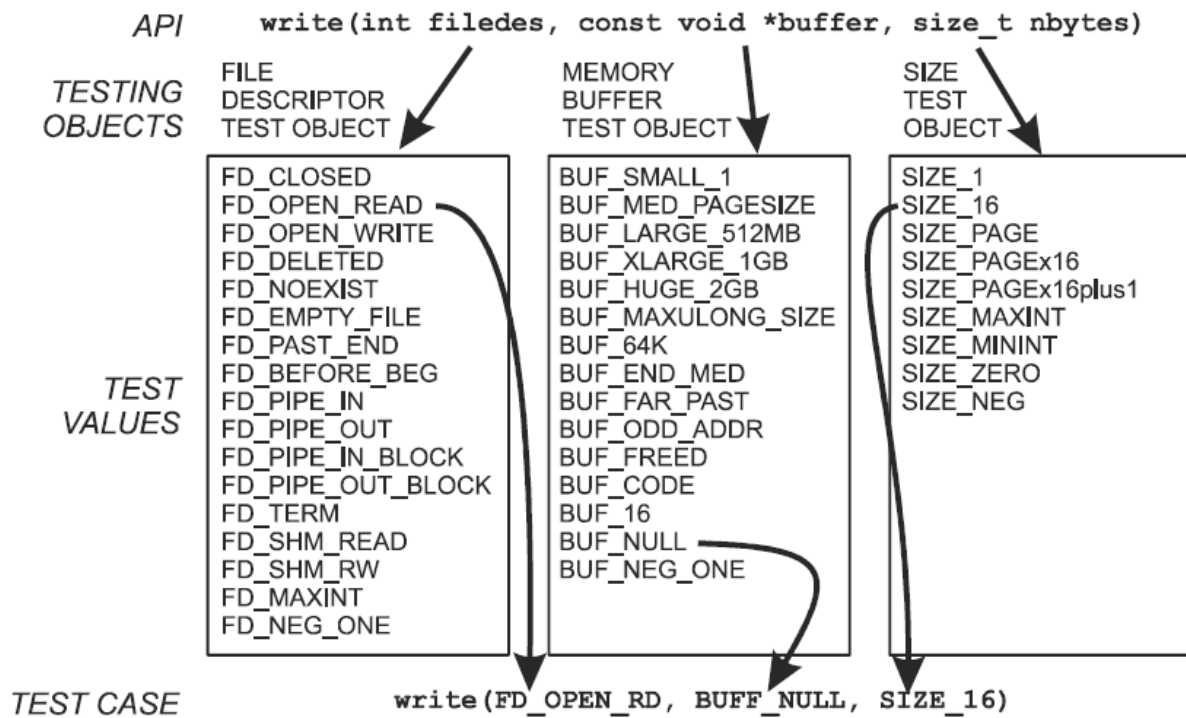 API write(int filedes, const void *buffer, size_t nbytes)
TESTING OBJECTS
FILE DESCRIPTOR TEST OBJECT
MEMORY BUFFER TEST OBJECT
SIZE TEST OBJECT
TEST VALUES
FD_CLOSED
FD_OPEN_READ
FD_OPEN_WRITE
FD_DELETED
FD_NOEXIST
FD_EMPTY_FILE
FD_PAST_END
FD_BEFORE_BEG
FD_PIPE_IN
FD_PIPE_OUT
FD_PIPE_IN_BLOCK
FD_PIPE_OUT_BLOCK
FD_TERM
FD_SHM_READ
FD_SHM_RW
FD_MAXINT
FD_NEG_ONE
BUF_SMALL_1
BUF_MED_PAGESIZE
BUF_LARGE_512MB
BUF_XLARGE_1GB
BUF_HUGE_2GB
BUF_MAXULONG_SIZE
BUF_64K
BUF_END_MED
BUF_FAR_PAST
BUF_ODD_ADDR
BUF_FREED
BUF_CODE
BUF_16
BUF_NULL
BUF_NEG_ONE
SIZE_1
SIZE_16
SIZE_PAGE
SIZE_PAGEx16
SIZE_PAGEx16plus1
SIZE_MAXINT
SIZE_MININT
SIZE_ZERO
SIZE_NEG
TEST CASE write(FD_OPEN_RD, BUFF_NULL, SIZE_16)